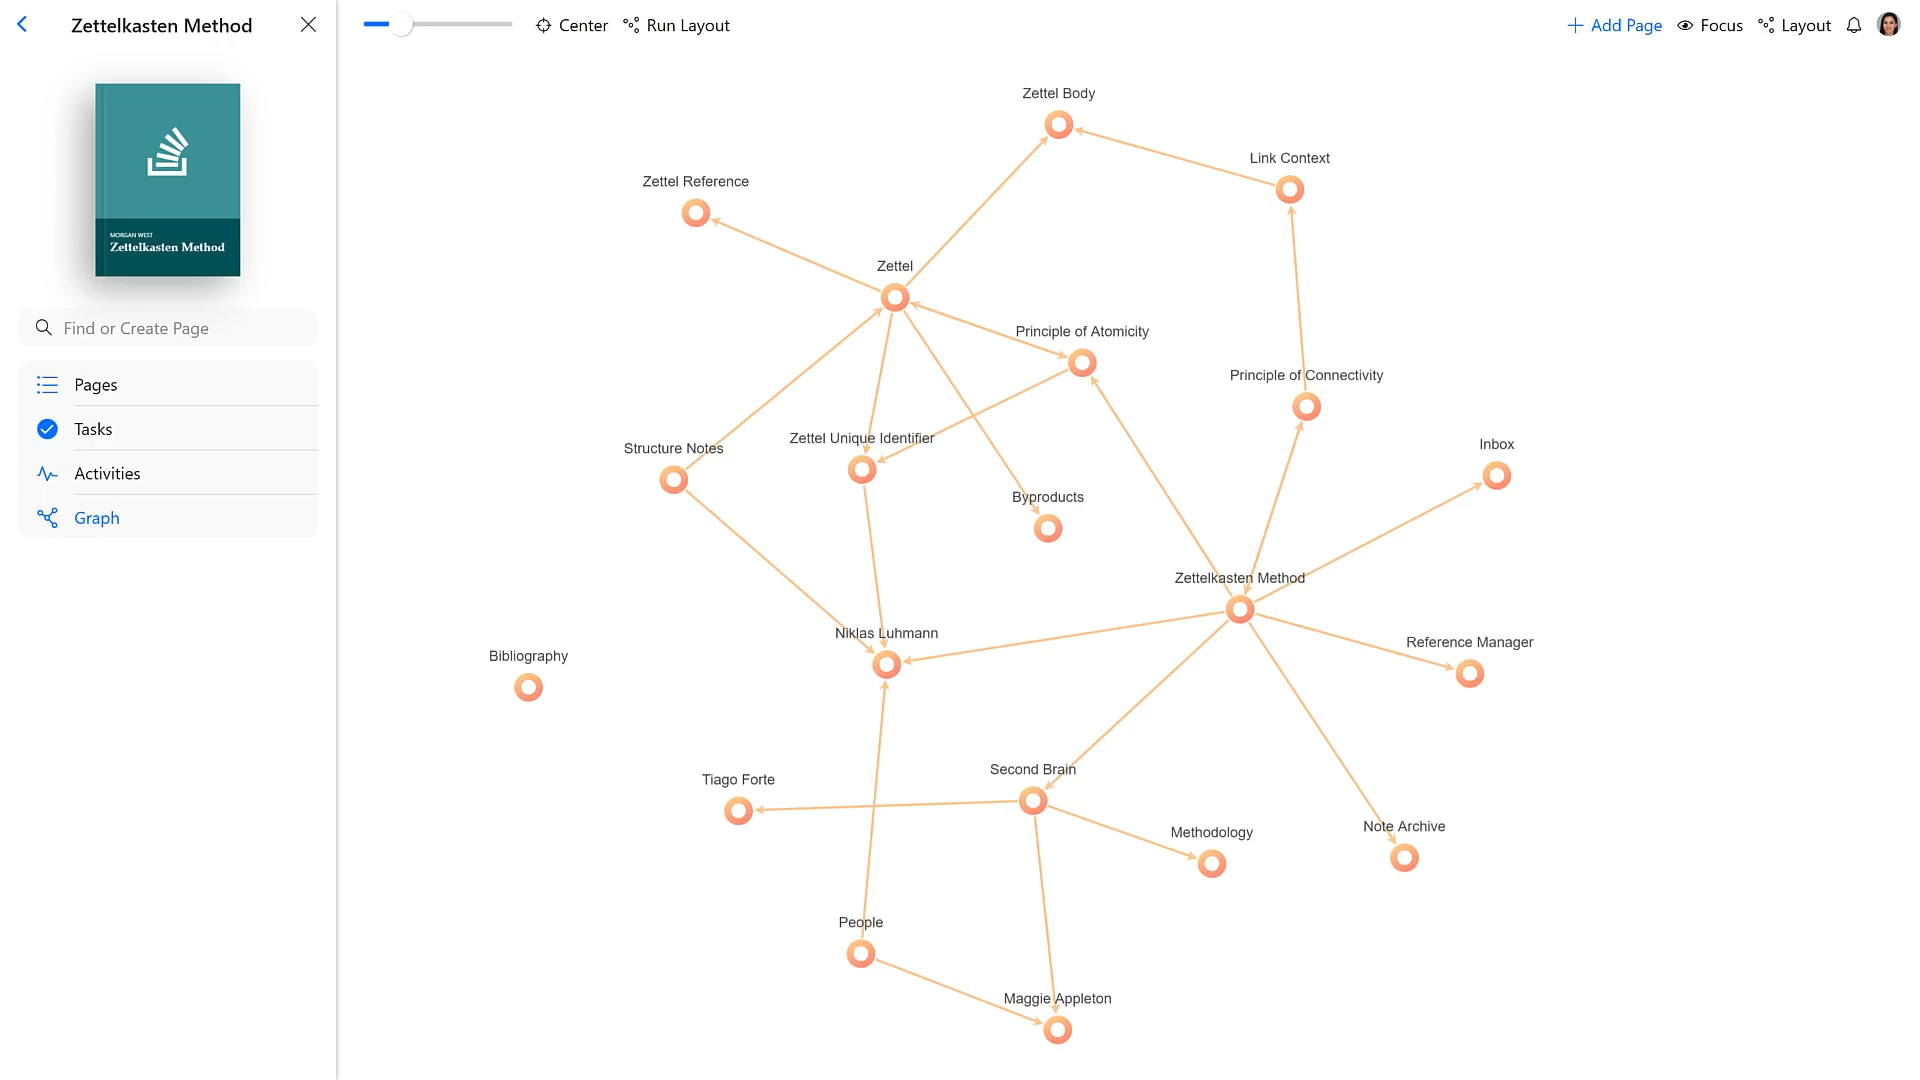 Zettelkasten Method
Center
Run Layout
Add Page
Focus
Layout
MORGAN WEST
Zettelkasten Method
Find or Create Page
Pages
Tasks
Activities
Graph
Zettel Body
Link Context
Zettel Reference
Zettel
Principle of Atomicity
Principle of Connectivity
Zettel Unique Identifier
Structure Notes
Inbox
Byproducts
Zettelkasten Method
Niklas Luhmann
Reference Manager
Bibliography
Second Brain
Tiago Forte
Note Archive
Methodology
People
Maggie Appleton